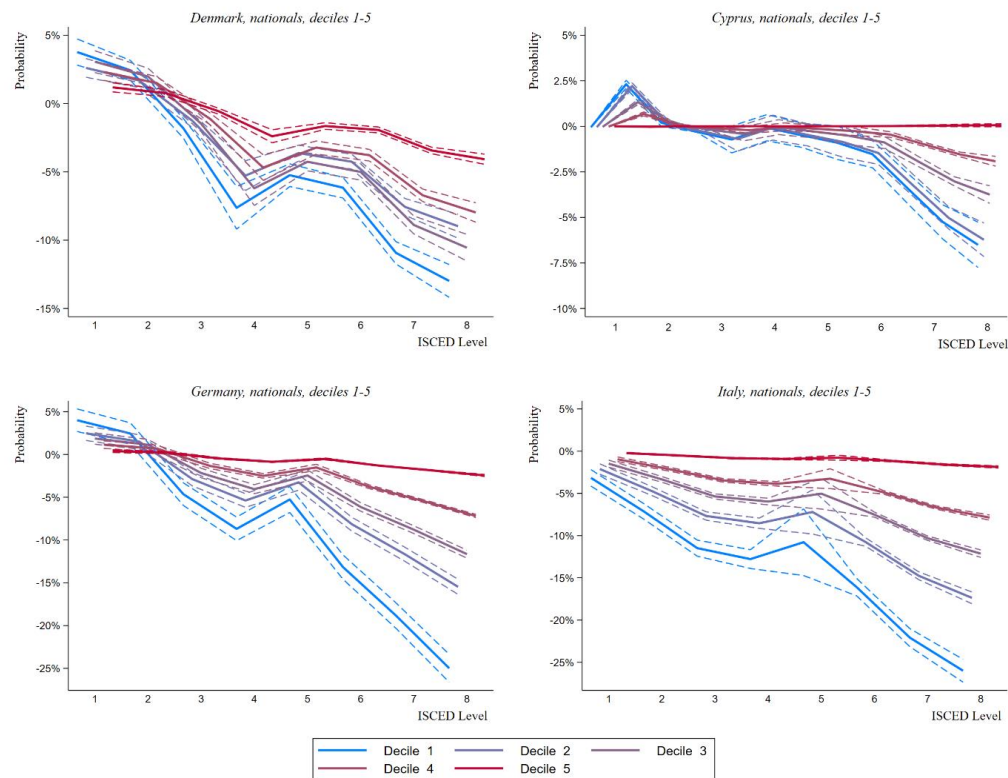 Denmark, nationals, deciles 1-5
Probability
5%
0%
-5%
-10%
-15%
1 2 3 4 5 6 7 8
ISCED Level
Cyprus, nationals, deciles 1-5
Probability
2.5%
0%
-2.5%
-5%
-7.5%
-10%
1 2 3 4 5 6 7 8
ISCED Level
Germany, nationals, deciles 1-5
Probability
5%
0%
-5%
-10%
-15%
-20%
-25%
1 2 3 4 5 6 7 8
ISCED Level
Italy, nationals, deciles 1-5
Probability
5%
0%
-5%
-10%
-15%
-20%
-25%
1 2 3 4 5 6 7 8
ISCED Level
Decile 1 Decile 2 Decile 3
Decile 4 Decile 5